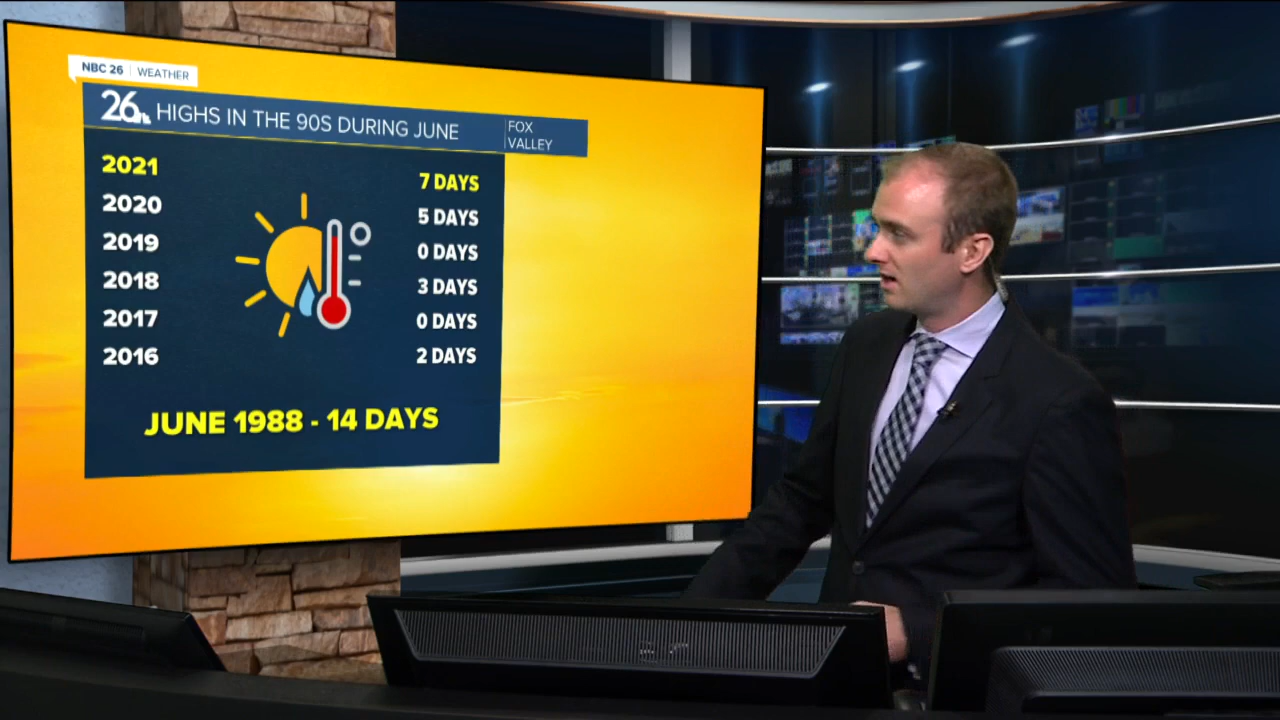 NBC 26 | WEATHER
26 HIGHS IN THE 90S DURING JUNE
FOX
VALLEY
2021 7 DAYS
2020 5 DAYS
2019 0 DAYS
2018 3 DAYS
2017 0 DAYS
2016 2 DAYS
JUNE 1988 - 14 DAYS